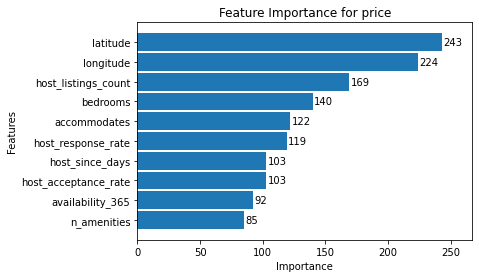 Feature Importance for price
Features
latitude 243
longitude 224
host_listings_count 169
bedrooms 140
accommodates 122
host_response_rate 119
host_since_days 103
host_acceptance_rate 103
availability_365 92
n_amenities 85
0 50 100 150 200 250
Importance